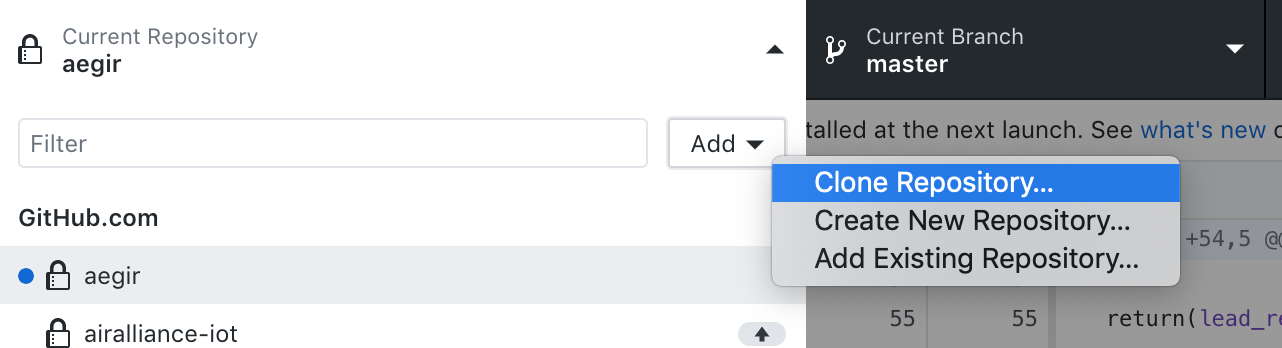 Current Repository
aegir
Current Branch
master
Filter
Add
talled at the next launch. See what's new
Clone Repository...
Create New Repository...
Add Existing Repository...
GitHub.com
+54,5 @@
aegir
airalliance-iot
55 55 return(lead_re